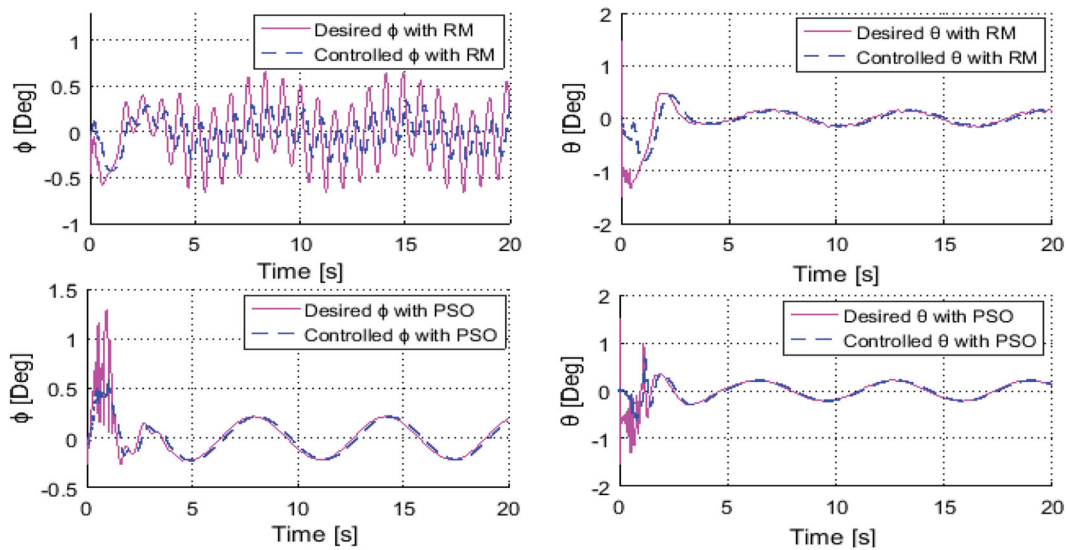 Desired ϕ with RM
Controlled ϕ with RM
ϕ [Deg]
1
0.5
0
-0.5
-1
0 5 10 15 20
Time [s]
Desired θ with RM
Controlled θ with RM
θ [Deg]
2
1
0
-1
-2
0 5 10 15 20
Time [s]
Desired ϕ with PSO
Controlled ϕ with PSO
ϕ [Deg]
1.5
1
0.5
0
-0.5
0 5 10 15 20
Time [s]
Desired θ with PSO
Controlled θ with PSO
θ [Deg]
2
1
0
-1
-2
0 5 10 15 20
Time [s]